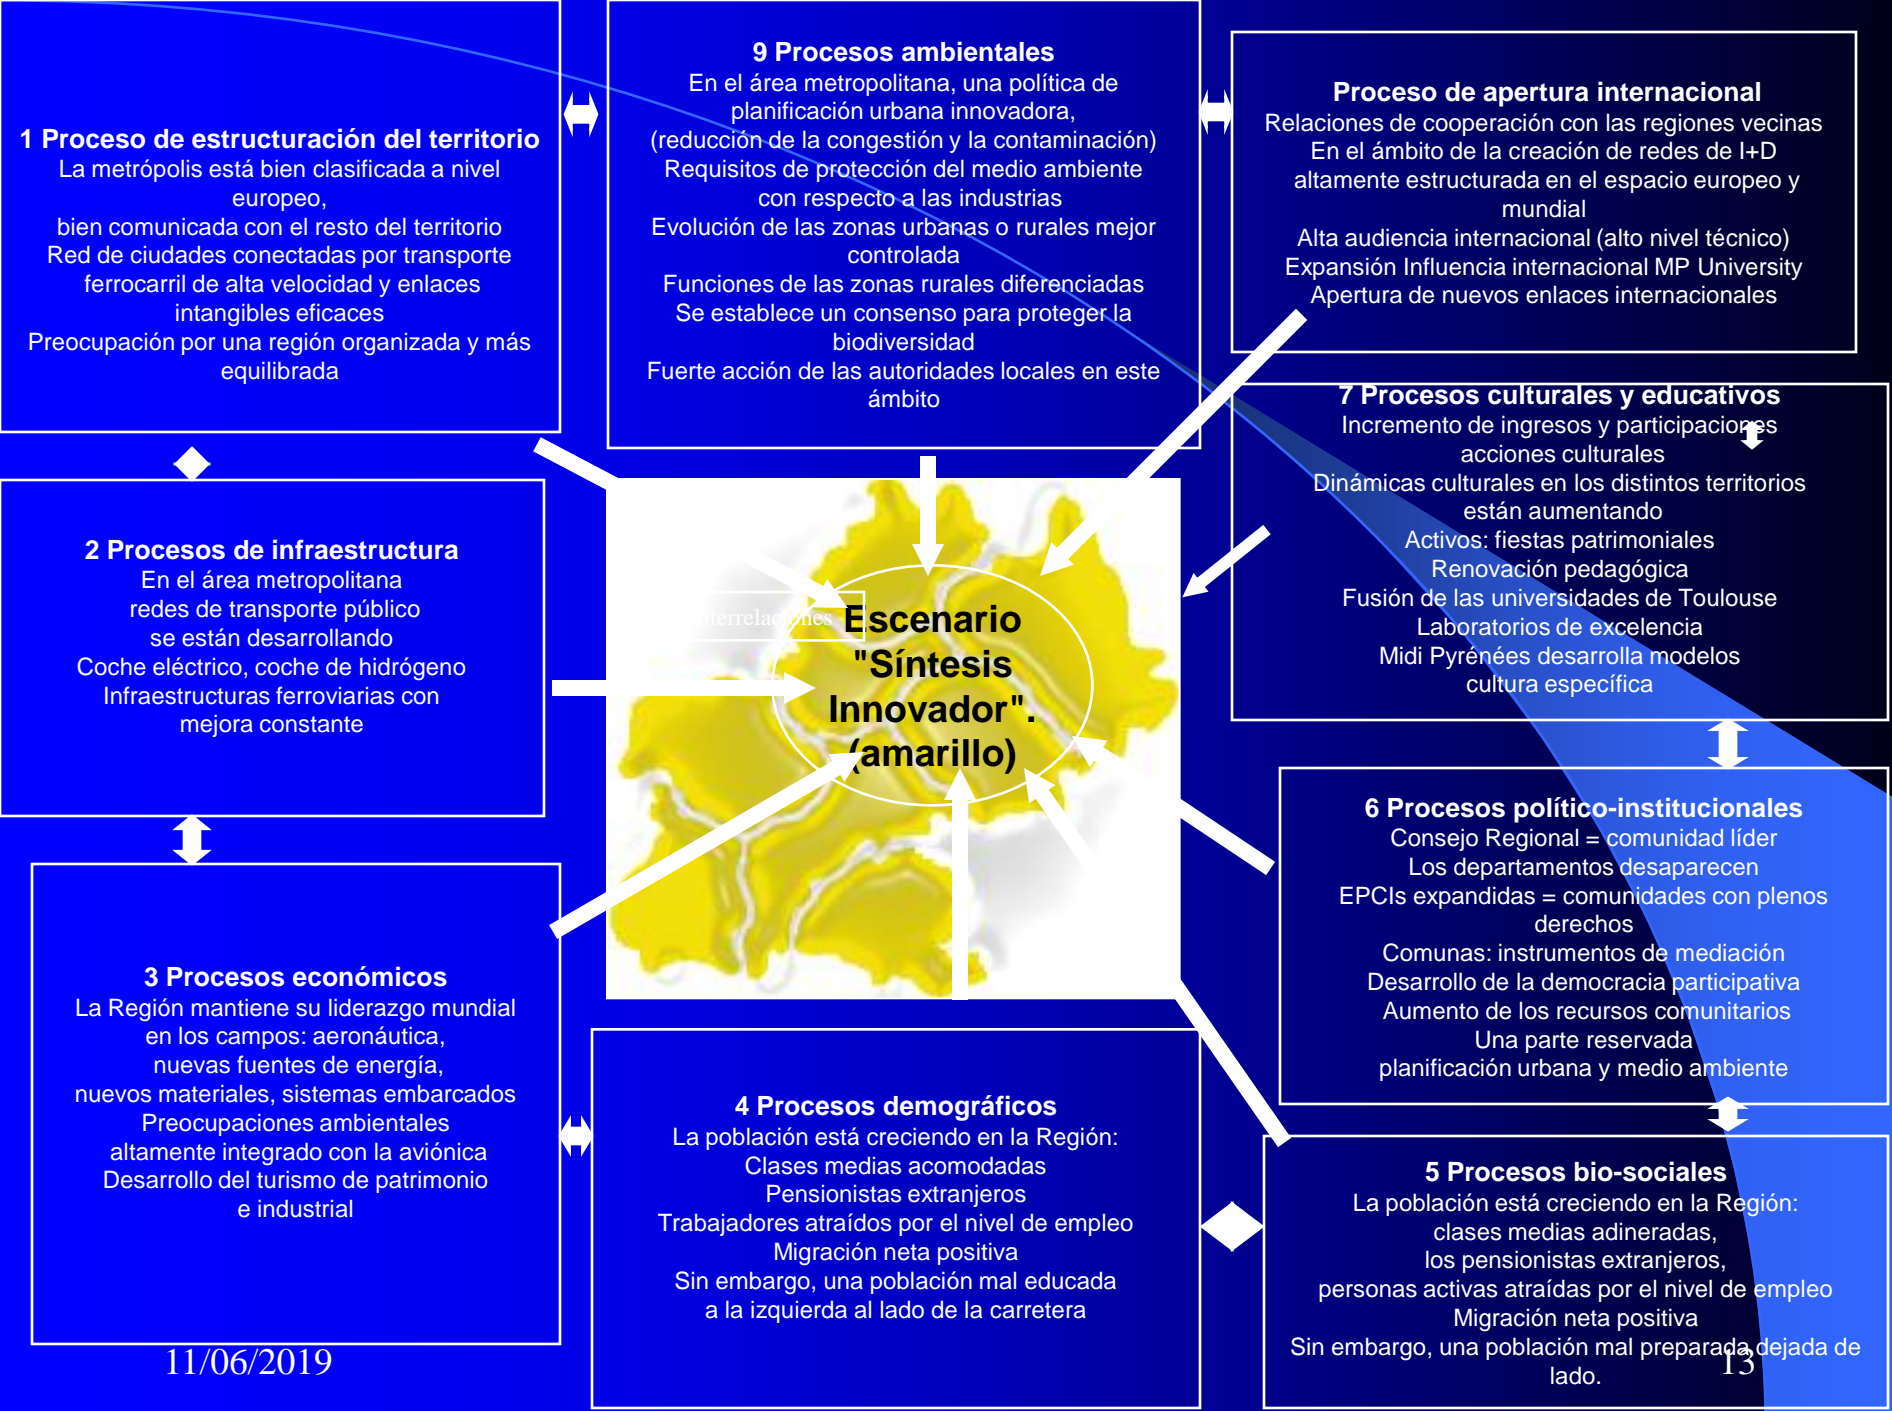 1 Proceso de estructuración del territorio
La metrópolis está bien clasificada a nivel
europeo,
bien comunicada con el resto del territorio
Red de ciudades conectadas por transporte
ferrocarril de alta velocidad y enlaces
intangibles eficaces
Preocupación por una región organizada y más
equilibrada
9 Procesos ambientales
En el área metropolitana, una política de
planificación urbana innovadora,
(reducción de la congestión y la contaminación)
Requisitos de protección del medio ambiente
con respecto a las industrias
Evolución de las zonas urbanas o rurales mejor
controlada
Funciones de las zonas rurales diferenciadas
Se establece un consenso para proteger la
biodiversidad
Fuerte acción de las autoridades locales en este
ámbito
Proceso de apertura internacional
Relaciones de cooperación con las regiones vecinas
En el ámbito de la creación de redes de I+D
altamente estructurada en el espacio europeo y
mundial
Alta audiencia internacional (alto nivel técnico)
Expansión Influencia internacional MP University
Apertura de nuevos enlaces internacionales
7 Procesos culturales y educativos
Incremento de ingresos y participaciones
acciones culturales
Dinámicas culturales en los distintos territorios
están aumentando
Activos: fiestas patrimoniales
Renovación pedagógica
Fusión de las universidades de Toulouse
Laboratorios de excelencia
Midi Pyrénées desarrolla modelos
cultura específica
2 Procesos de infraestructura
En el área metropolitana
redes de transporte público
se están desarrollando
Coche eléctrico, coche de hidrógeno
Infraestructuras ferroviarias con
mejora constante
Escenario
"Síntesis
Innovador".
(amarillo)
6 Procesos político-institucionales
Consejo Regional = comunidad líder
Los departamentos desaparecen
EPCIs expandidas = comunidades con plenos
derechos
Comunas: instrumentos de mediación
Desarrollo de la democracia participativa
Aumento de los recursos comunitarios
Una parte reservada
planificación urbana y medio ambiente
3 Procesos económicos
La Región mantiene su liderazgo mundial
en los campos: aeronáutica,
nuevas fuentes de energía,
nuevos materiales, sistemas embarcados
Preocupaciones ambientales
altamente integrado con la aviónica
Desarrollo del turismo de patrimonio
e industrial
4 Procesos demográficos
La población está creciendo en la Región:
Clases medias acomodadas
Pensionistas extranjeros
Trabajadores atraídos por el nivel de empleo
Migración neta positiva
Sin embargo, una población mal educada
a la izquierda al lado de la carretera
5 Procesos bio-sociales
La población está creciendo en la Región:
clases medias adineradas,
los pensionistas extranjeros,
personas activas atraídas por el nivel de empleo
Migración neta positiva
Sin embargo, una población mal preparada dejada de
lado.
11/06/2019
13